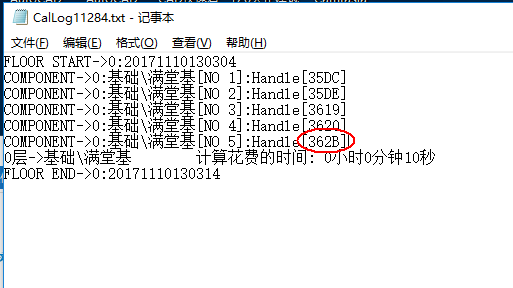 CalLog11284.txt - 记事本
文件(F) 编辑(E) 格式(O) 查看(V) 帮助(H)
FLOOR START->0:20171110130304
COMPONENT->0:基础\满堂基[NO 1]:Handle[35DC]
COMPONENT->0:基础\满堂基[NO 2]:Handle[35DE]
COMPONENT->0:基础\满堂基[NO 3]:Handle[3619]
COMPONENT->0:基础\满堂基[NO 4]:Handle[3620]
COMPONENT->0:基础\满堂基[NO 5]:Handle[362B]
0层->基础\满堂基 计算花费的时间: 0小时0分钟10秒
FLOOR END->0:20171110130314